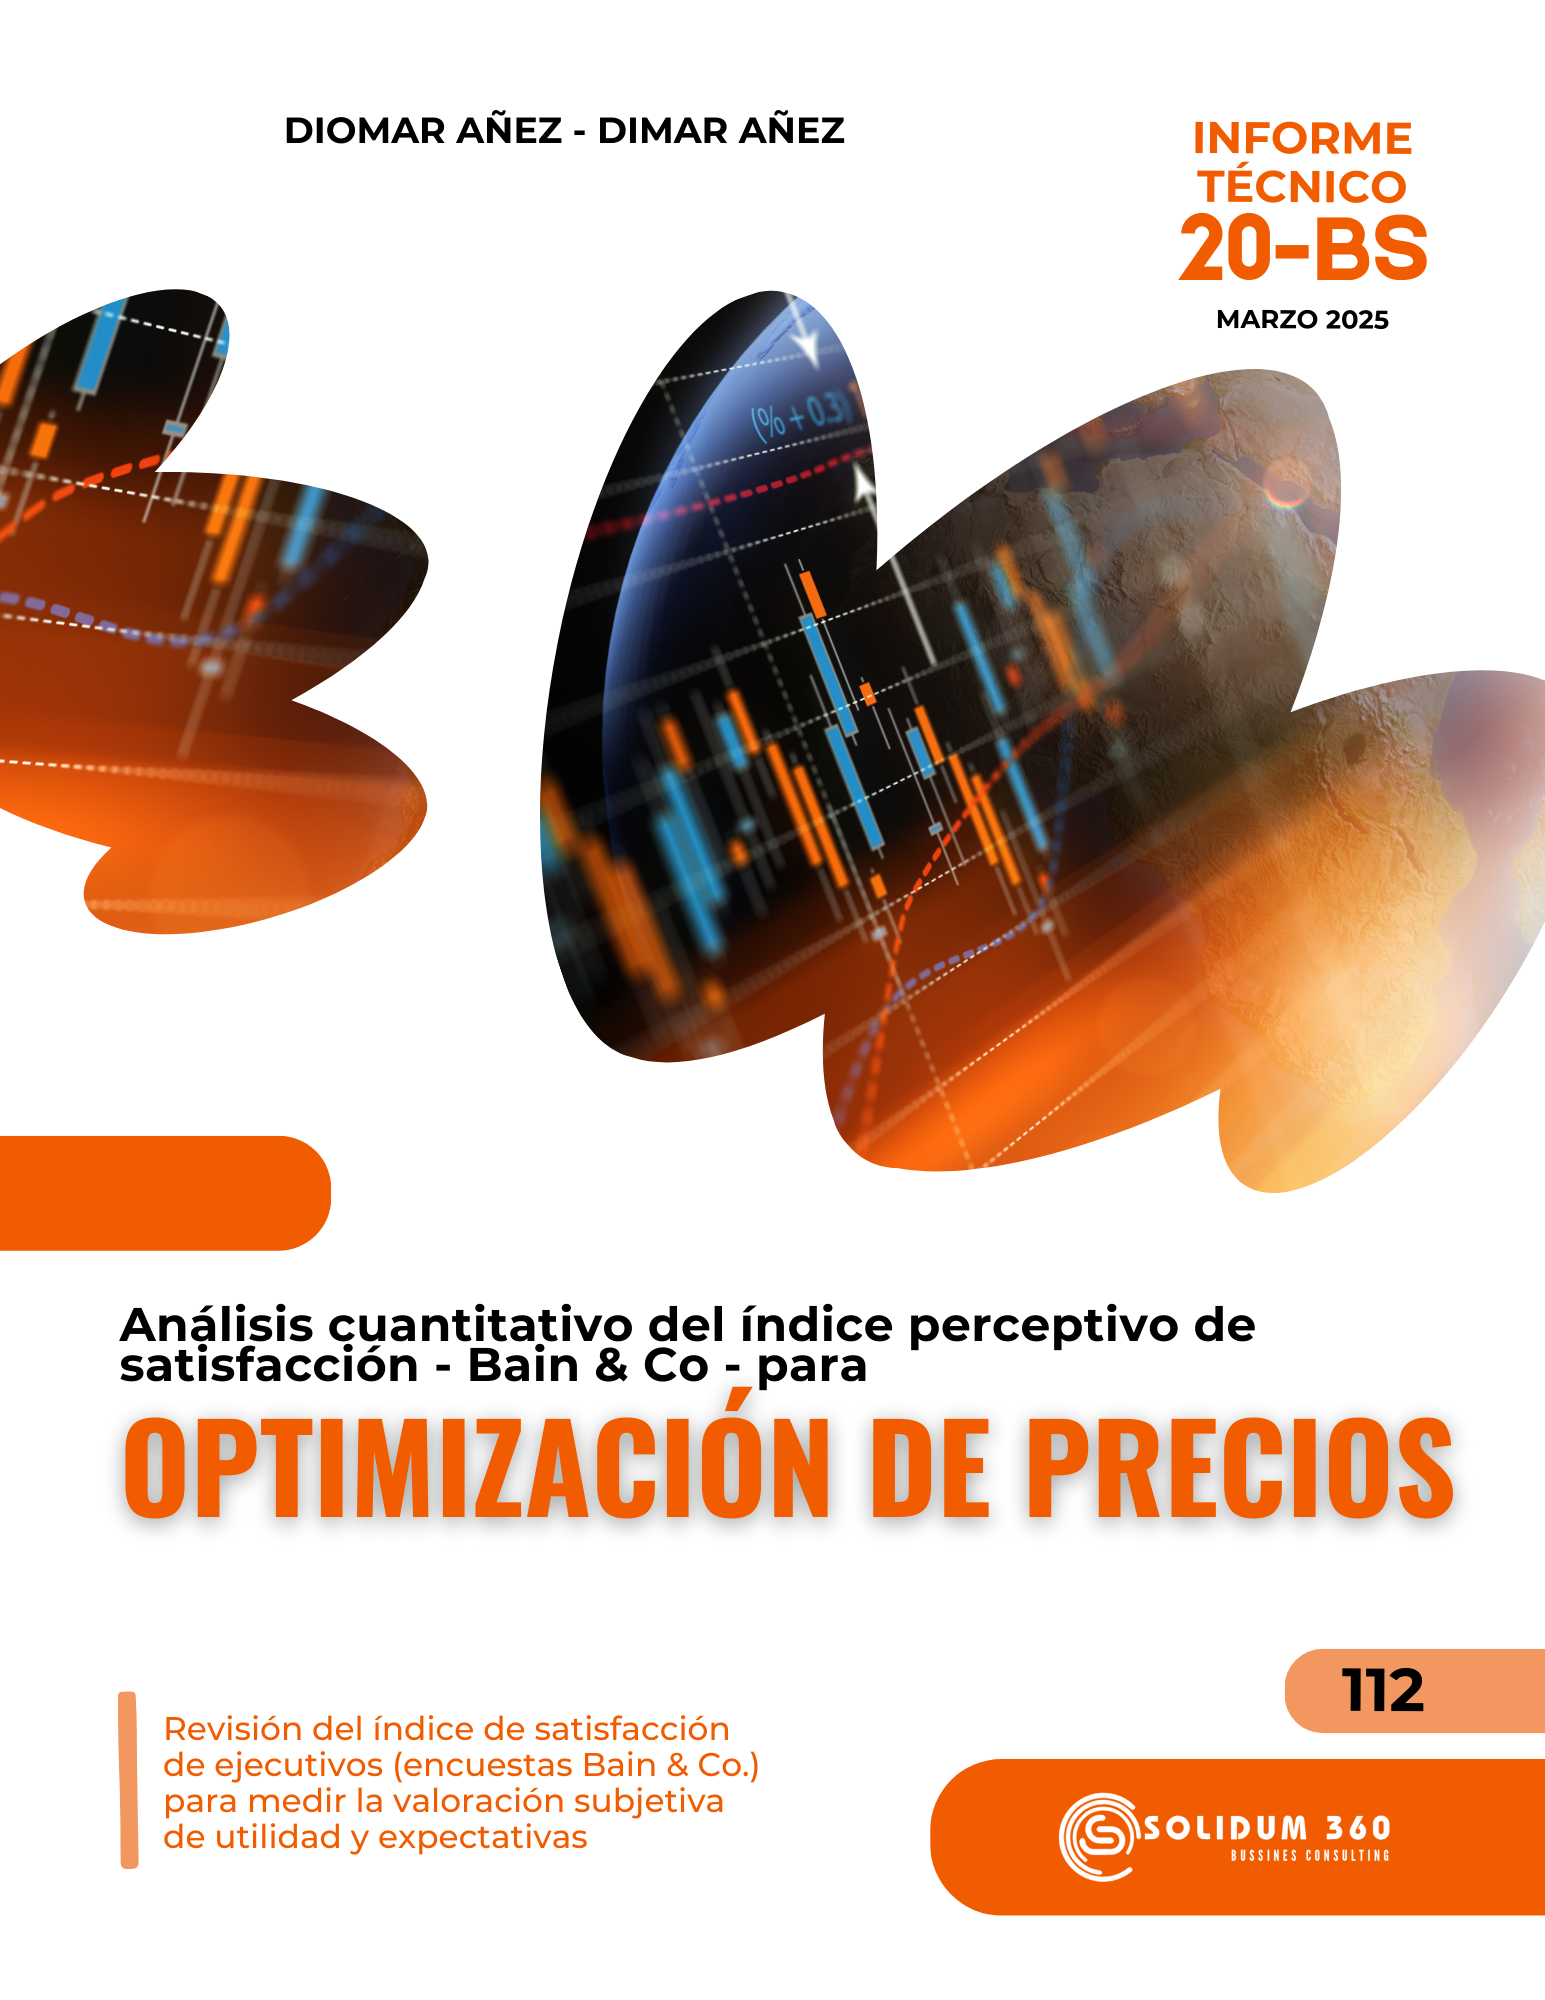 DIOMAR AÑEZ - DIMAR AÑEZ
INFORME
TÉCNICO
20-BS
MARZO 2025
(% + 0.3)
Análisis cuantitativo del índice perceptivo de
satisfacción - Bain & Co - para
OPTIMIZACIÓN DE PRECIOS
112
Revisión del índice de satisfacción
de ejecutivos (encuestas Bain & Co.)
para medir la valoración subjetiva
de utilidad y expectativas
SOLIDUM 360
BUSSINES CONSULTING